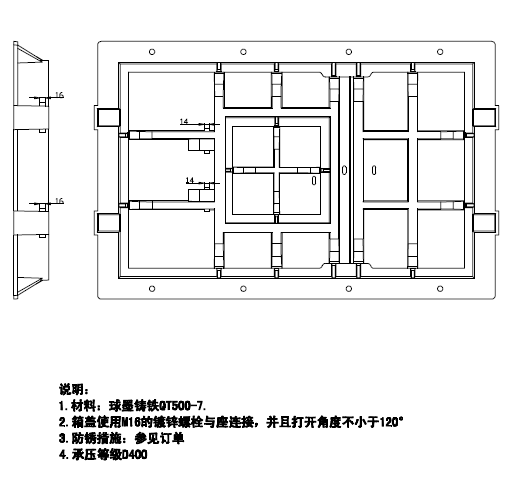 16
14
14
16
说明：
1.材料：球墨铸铁QT500-7.
2.箱盖使用M16的镀锌螺栓与座连接，并且打开角度不小于120°
3.防锈措施：参见订单
4.承压等级D400